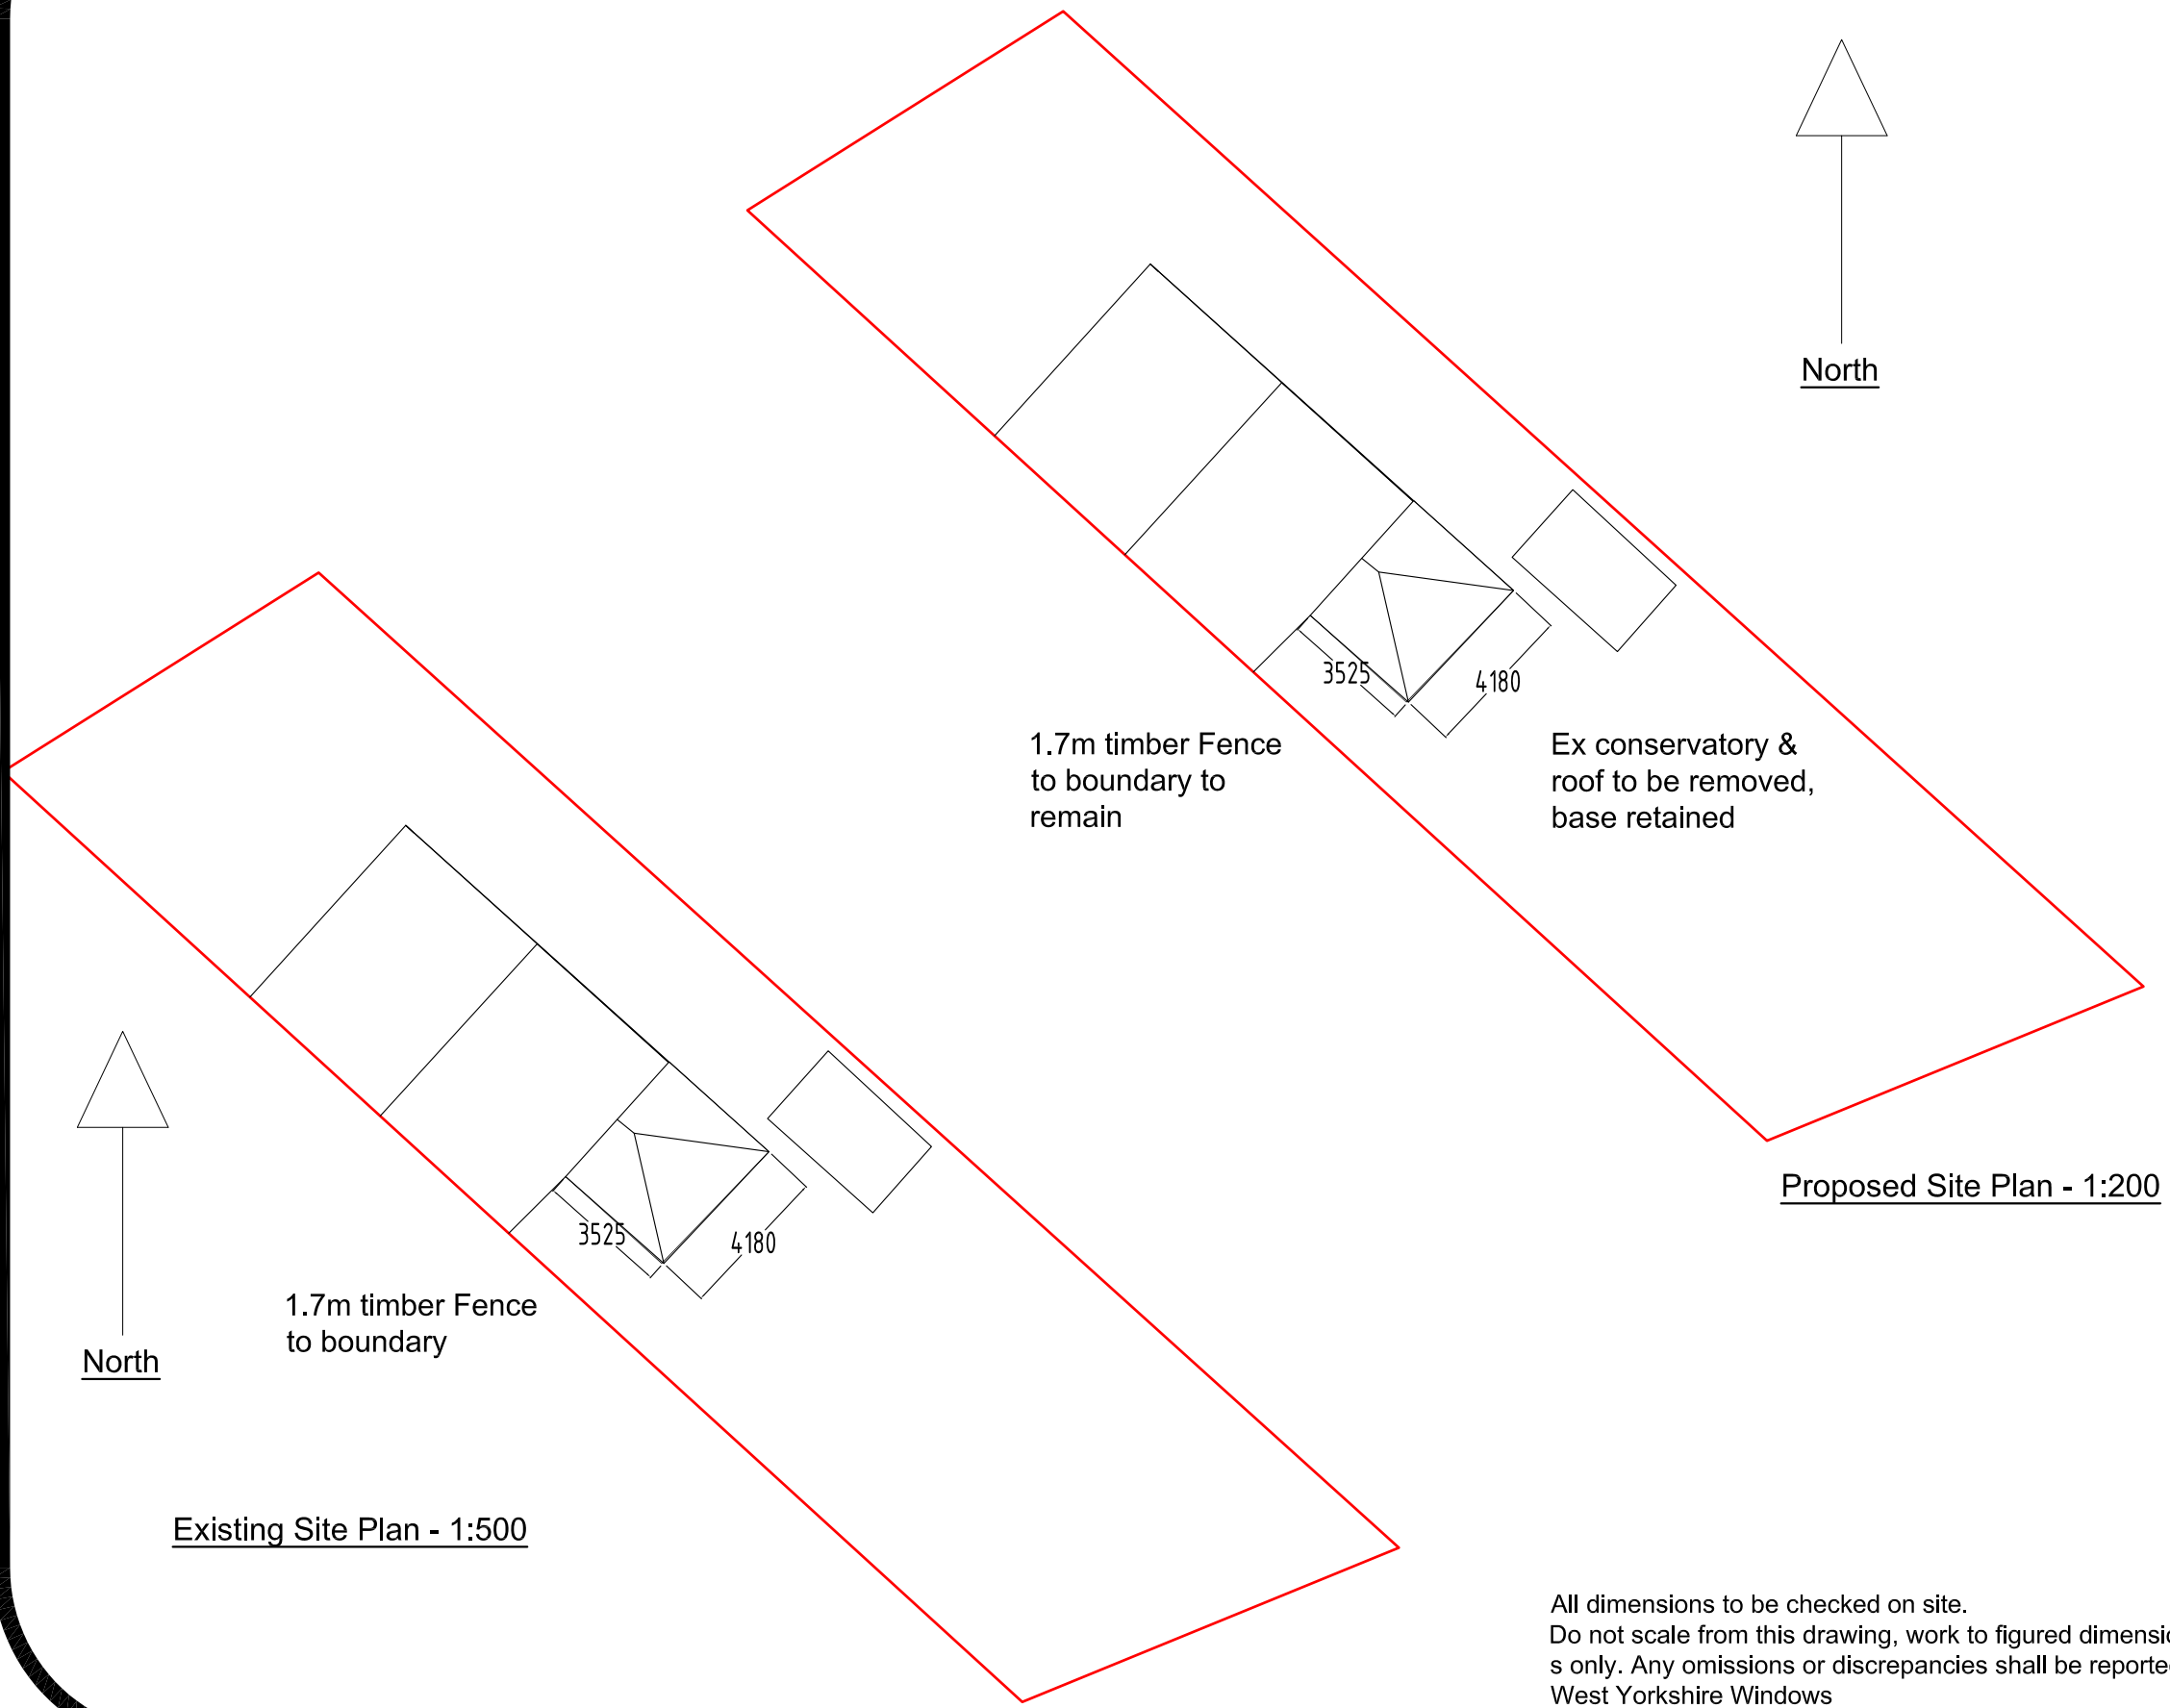 North
3525
4180
1.7m timber Fence
to boundary to
remain
Ex conservatory &
roof to be removed,
base retained
Proposed Site Plan - 1:200
3525
4180
1.7m timber Fence
to boundary
North
Existing Site Plan - 1:500
All dimensions to be checked on site.
Do not scale from this drawing, work to figured dimensio
s only. Any omissions or discrepancies shall be reporte
West Yorkshire Windows